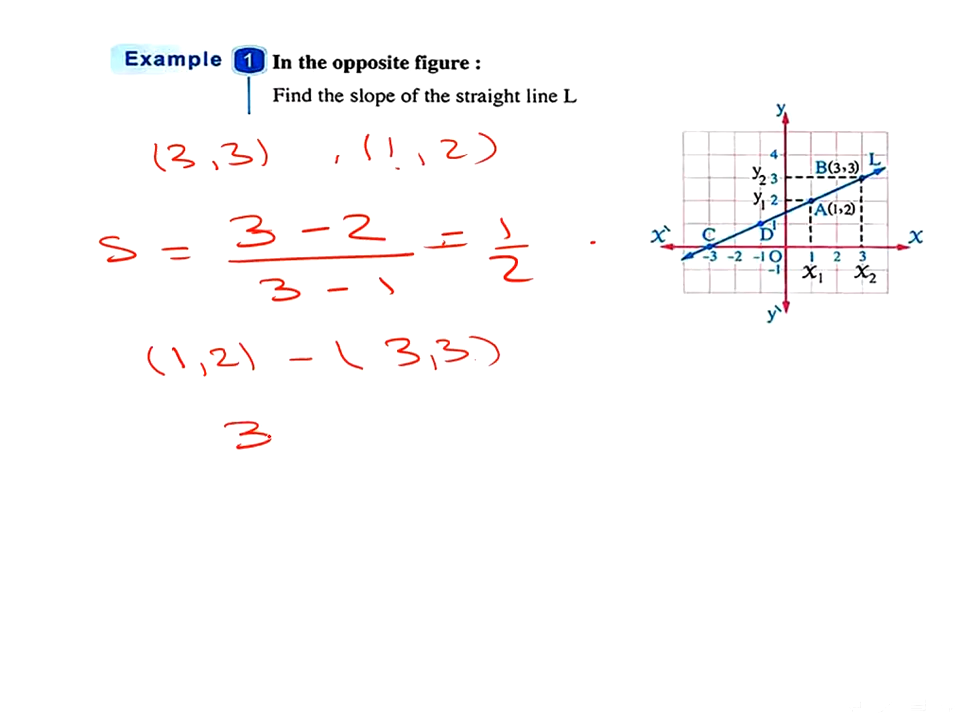 Example 1 In the opposite figure :
Find the slope of the straight line L
(3,3) , (1,2)
S = 3 - 2 / 3 - 1 = 1 / 2
(1,2) - (3,3)
3
y
4
y₂ 3 B(3,3) L
y₁ 2 A(1,2)
1
x` C D x
-3 -2 -1 O 1 2 3
-1 x₁ x₂
y`